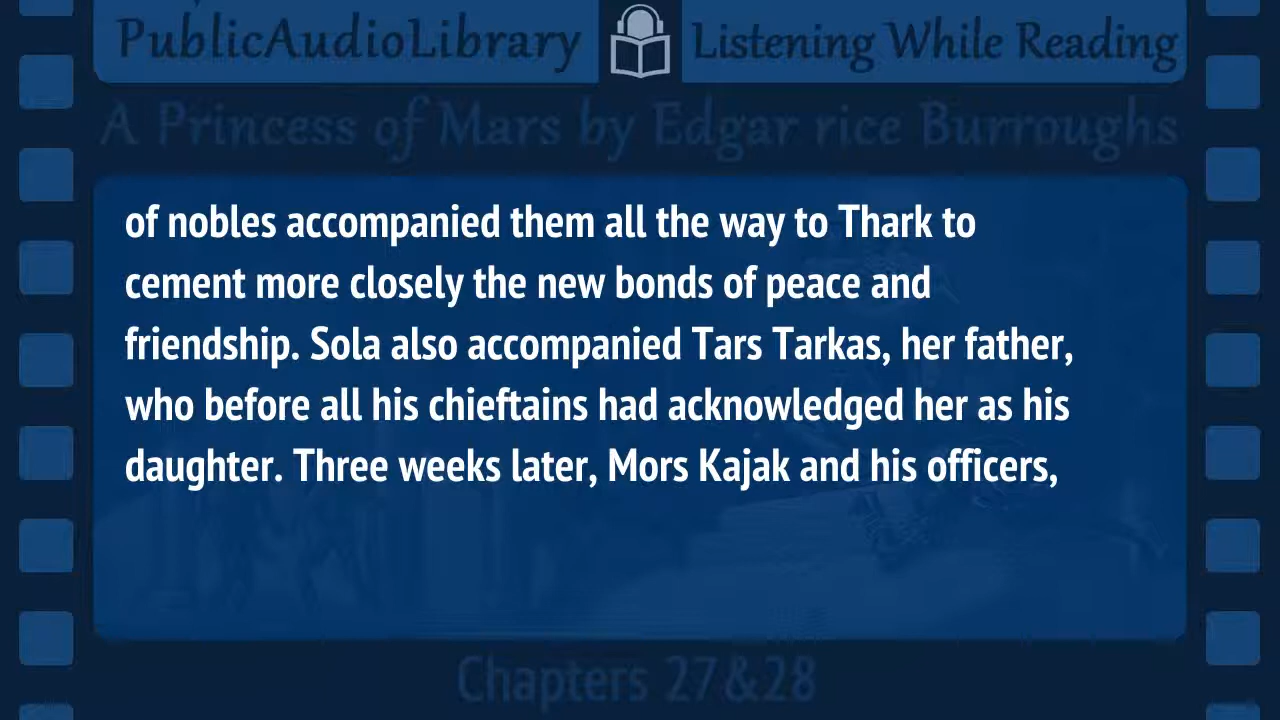 PublicAudioLibrary Listening While Reading
A Princess of Mars by Edgar rice Burroughs
of nobles accompanied them all the way to Thark to
cement more closely the new bonds of peace and
friendship. Sola also accompanied Tars Tarkas, her father,
who before all his chieftains had acknowledged her as his
daughter. Three weeks later, Mors Kajak and his officers,
Chapters 27&28